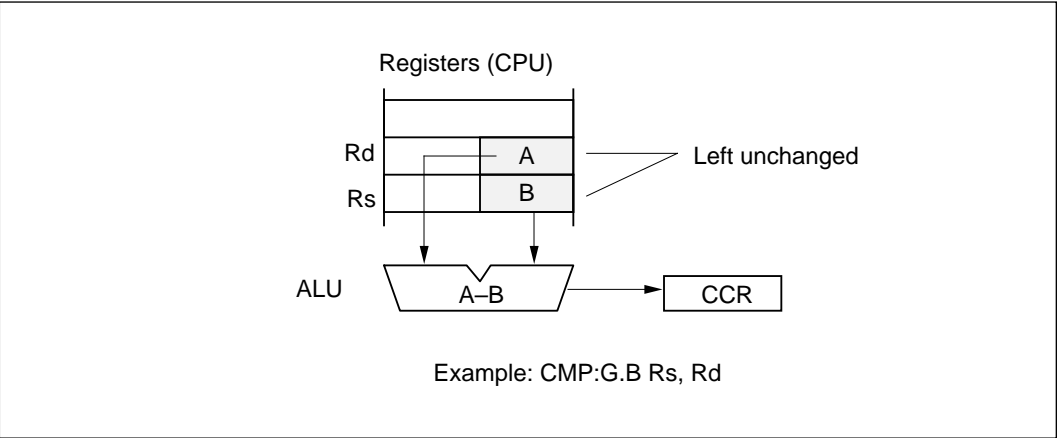 Registers (CPU)
Rd
A
Left unchanged
Rs
B
ALU
A–B
CCR
Example: CMP:G.B Rs, Rd